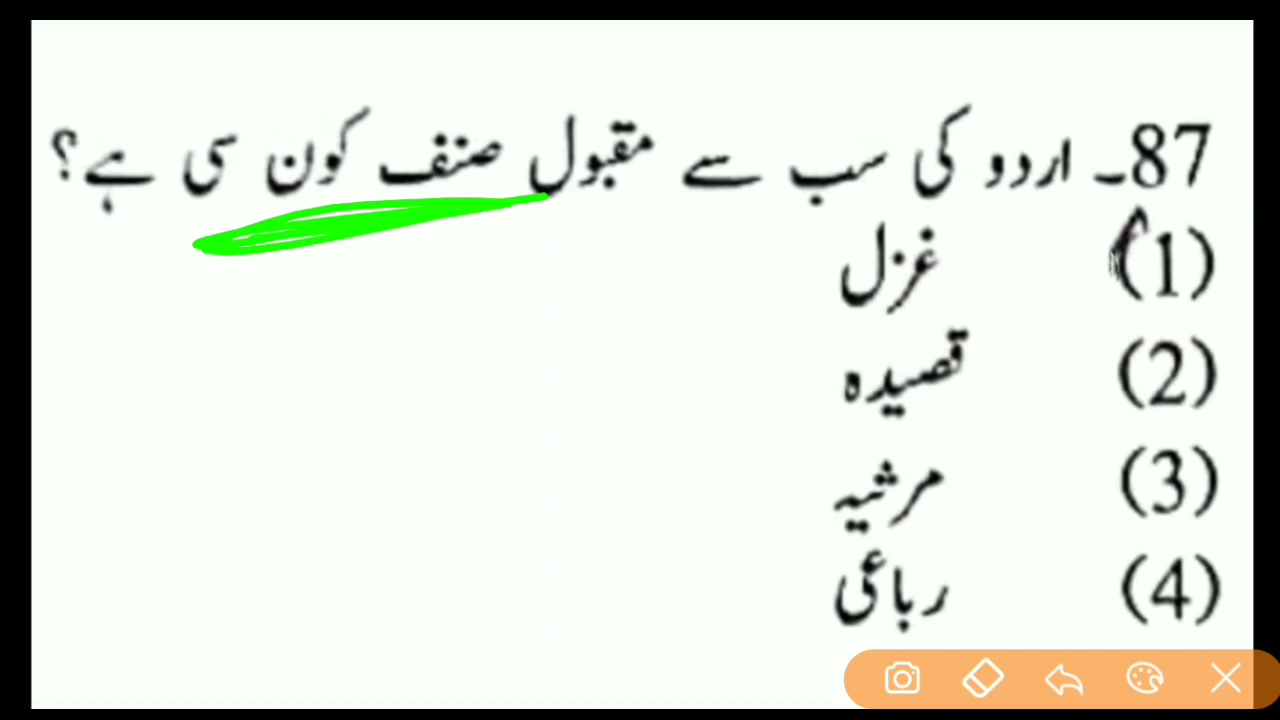 87۔ اردو کی سب سے مقبول صنف کون سی ہے؟
(1) غزل
(2) قصیدہ
(3) مرثیہ
(4) رباعی